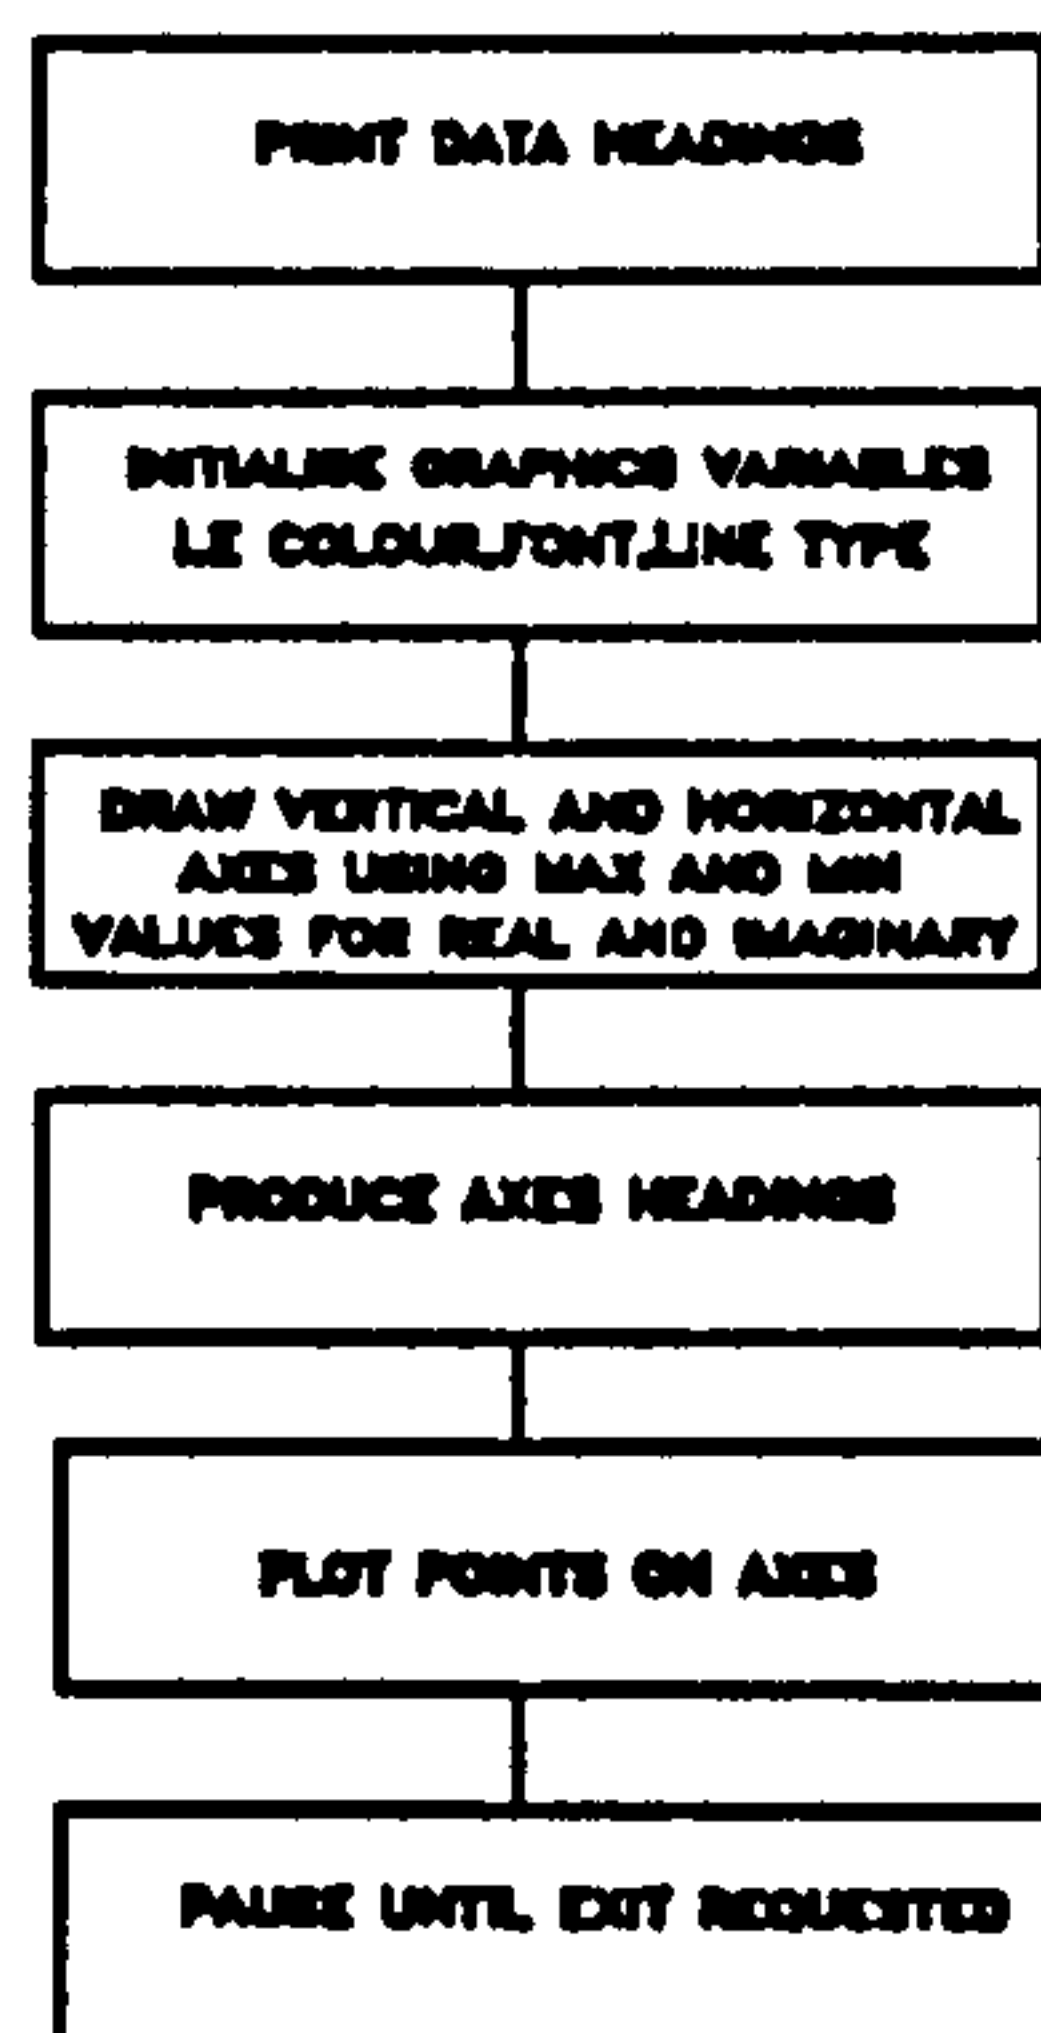 PRINT DATA HEADINGS
INITIALISE GRAPHICS VARIABLES
I.E COLOUR,FONT,LINE TYPE
DRAW VERTICAL AND HORIZONTAL
AXES USING MAX AND MIN
VALUES FOR REAL AND IMAGINARY
PRODUCE AXES HEADINGS
PLOT POINTS ON AXES
PAUSE UNTIL EXIT REQUESTED